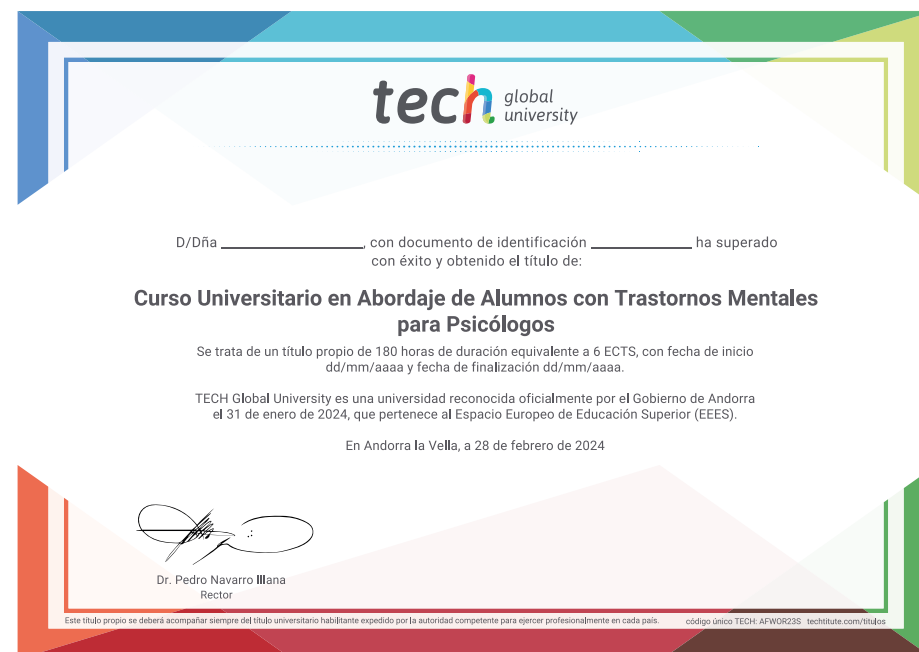 tech global university
D/Dña ____________________, con documento de identificación ______________ ha superado
con éxito y obtenido el título de:
Curso Universitario en Abordaje de Alumnos con Trastornos Mentales
para Psicólogos
Se trata de un título propio de 180 horas de duración equivalente a 6 ECTS, con fecha de inicio
dd/mm/aaaa y fecha de finalización dd/mm/aaaa.
TECH Global University es una universidad reconocida oficialmente por el Gobierno de Andorra
el 31 de enero de 2024, que pertenece al Espacio Europeo de Educación Superior (EEES).
En Andorra la Vella, a 28 de febrero de 2024
Dr. Pedro Navarro Illana
Rector
Este título propio se deberá acompañar siempre del título universitario habilitante expedido por la autoridad competente para ejercer profesionalmente en cada país. código único TECH: AFWOR23S techtitute.com/titulos